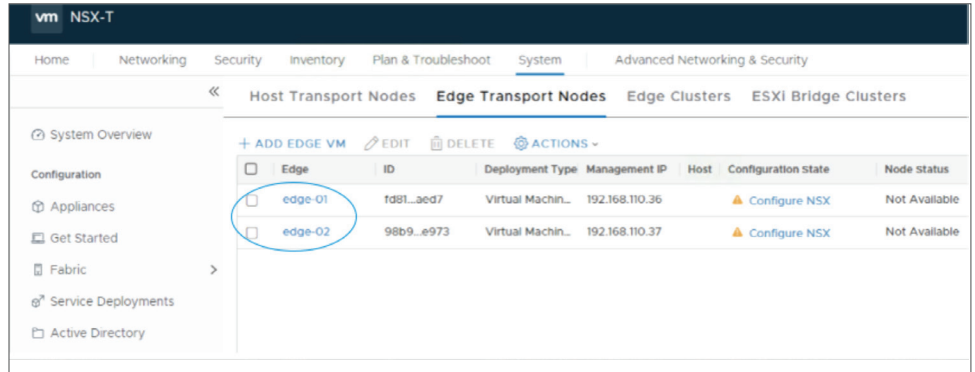 vm NSX-T
Home Networking Security Inventory Plan & Troubleshoot System Advanced Networking & Security
« Host Transport Nodes Edge Transport Nodes Edge Clusters ESXi Bridge Clusters
System Overview
+ ADD EDGE VM EDIT DELETE ACTIONS
Configuration
Edge ID Deployment Type Management IP Host Configuration State Node Status
Appliances
edge-01 fd81...aed7 Virtual Machin... 192.168.110.36 Configure NSX Not Available
Get Started
edge-02 98b9...e973 Virtual Machin... 192.168.110.37 Configure NSX Not Available
Fabric >
Service Deployments
Active Directory